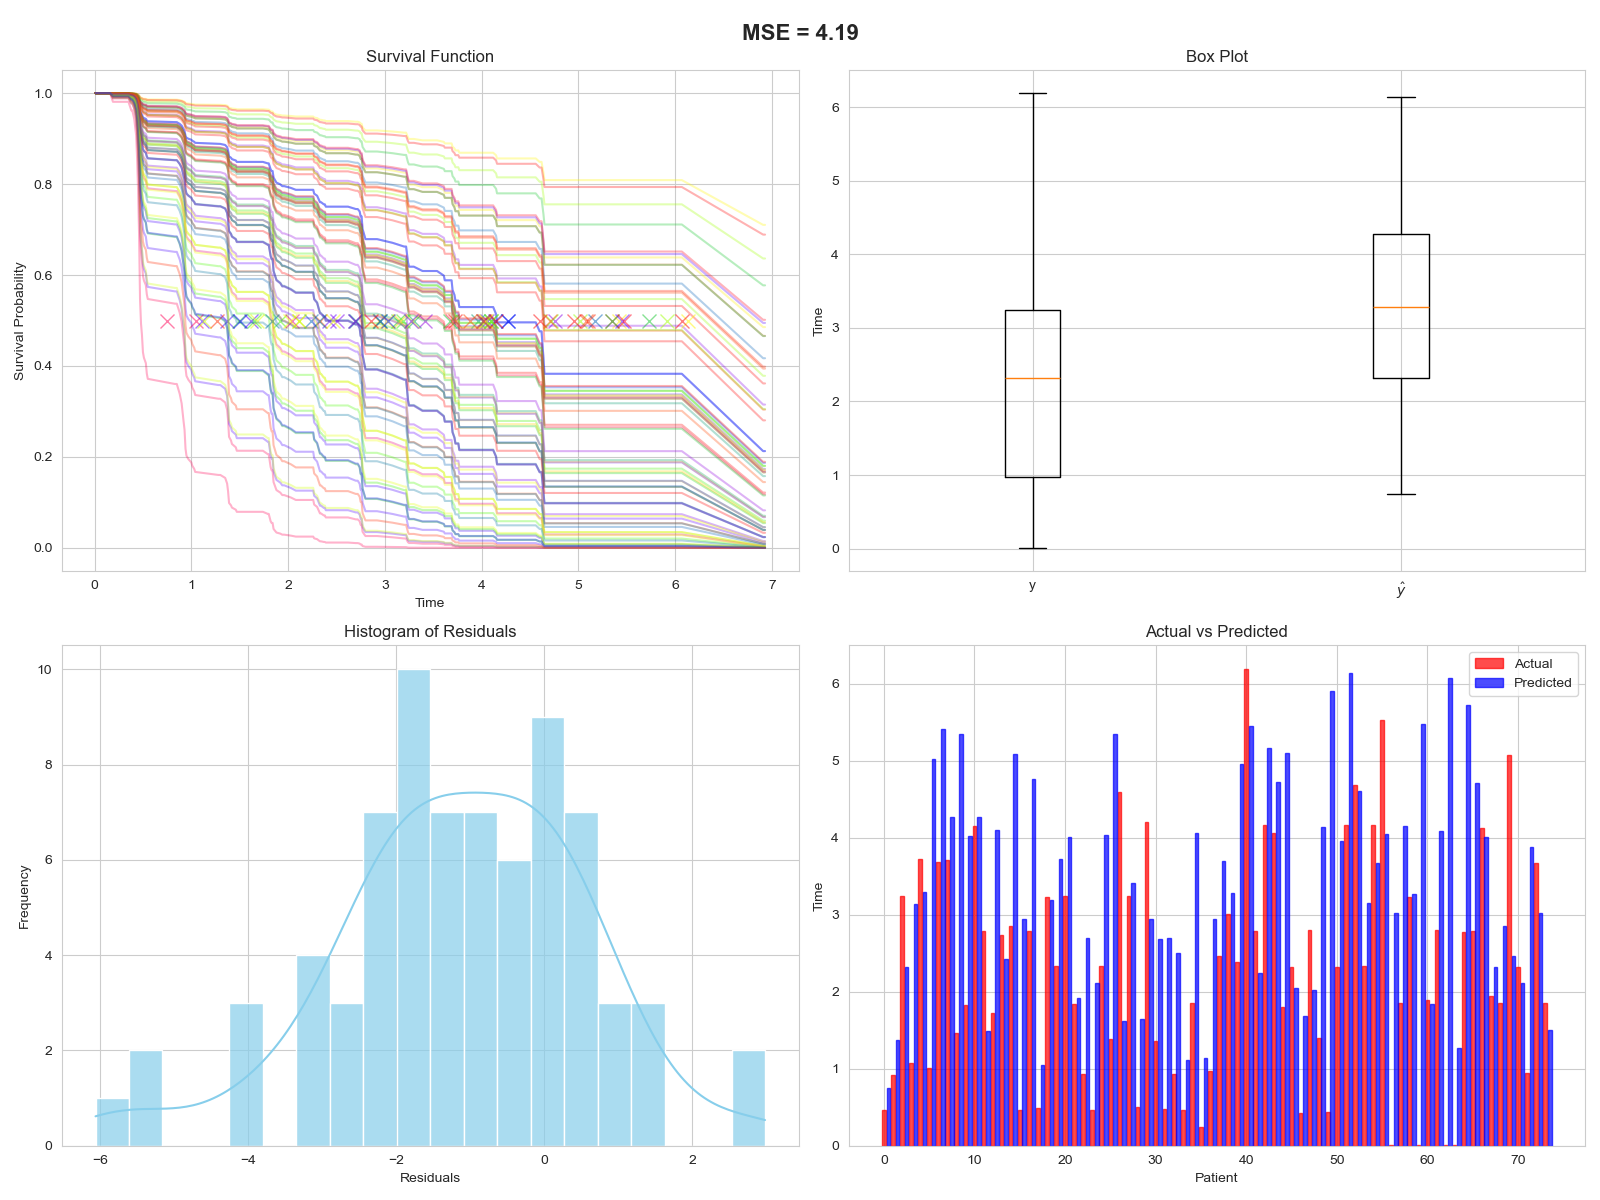 MSE = 4.19
Survival Function
1.0
0.8
0.6
0.4
0.2
0.0
Survival Probability
0 1 2 3 4 5 6 7
Time
Box Plot
6
5
4
3
2
1
0
Time
y ŷ
Histogram of Residuals
10
8
6
4
2
0
Frequency
−6 −4 −2 0 2
Residuals
Actual vs Predicted
Actual
Predicted
6
5
4
3
2
1
0
Time
0 10 20 30 40 50 60 70
Patient